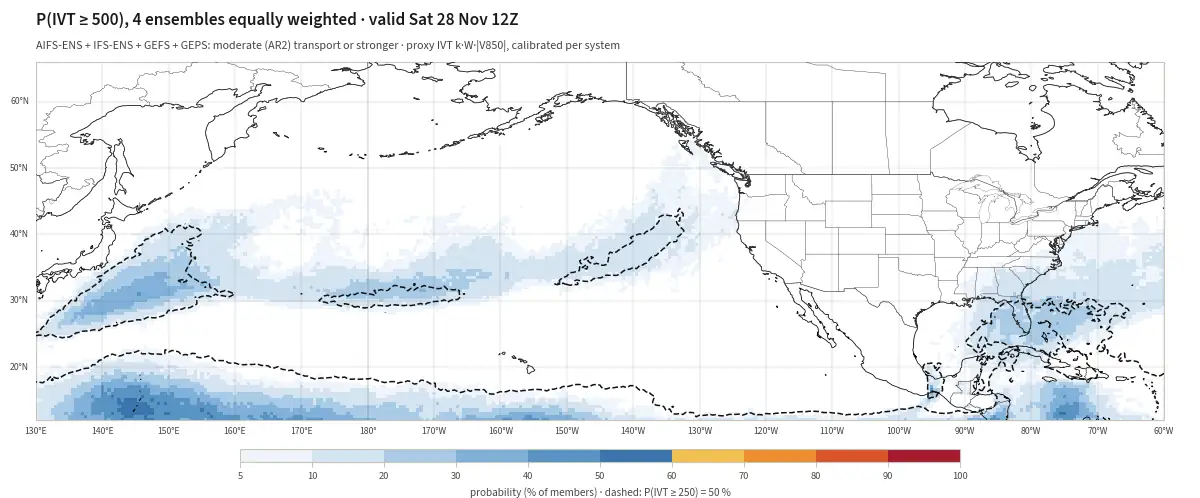 P(IVT ≥ 500), 4 ensembles equally weighted · valid Sat 28 Nov 12Z
AIFS-ENS + IFS-ENS + GEFS + GEPS: moderate (AR2) transport or stronger · proxy IVT k·W·|V850|, calibrated per system
60°N
50°N
40°N
30°N
20°N
130°E 140°E 150°E 160°E 170°E 180° 170°W 160°W 150°W 140°W 130°W 120°W 110°W 100°W 90°W 80°W 70°W 60°W
5 10 20 30 40 50 60 70 80 90 100
probability (% of members) · dashed: P(IVT ≥ 250) = 50 %